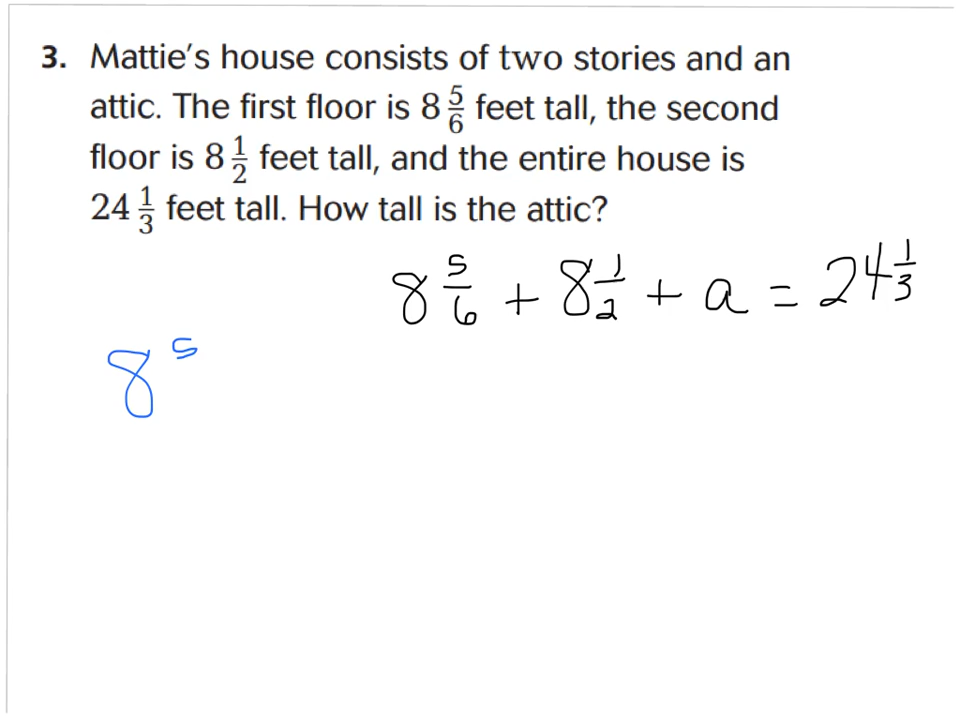 3. Mattie's house consists of two stories and an
attic. The first floor is 8 5/6 feet tall, the second
floor is 8 1/2 feet tall, and the entire house is
24 1/3 feet tall. How tall is the attic?
8 5/6 + 8 1/2 + a = 24 1/3
8 5